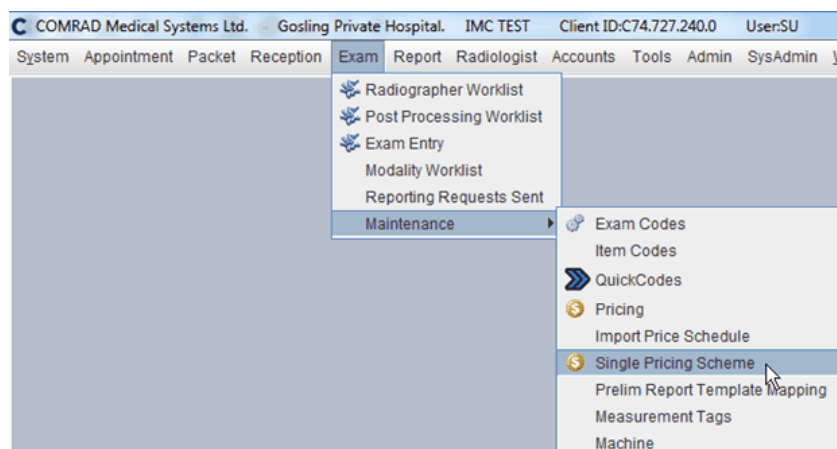 COMRAD Medical Systems Ltd. - Gosling Private Hospital. IMC TEST Client ID:C74.727.240.0 User:SU
System Appointment Packet Reception Exam Report Radiologist Accounts Tools Admin SysAdmin
Radiographer Worklist
Post Processing Worklist
Exam Entry
Modality Worklist
Reporting Requests Sent
Maintenance
Exam Codes
Item Codes
QuickCodes
Pricing
Import Price Schedule
Single Pricing Scheme
Prelim Report Template Mapping
Measurement Tags
Machine